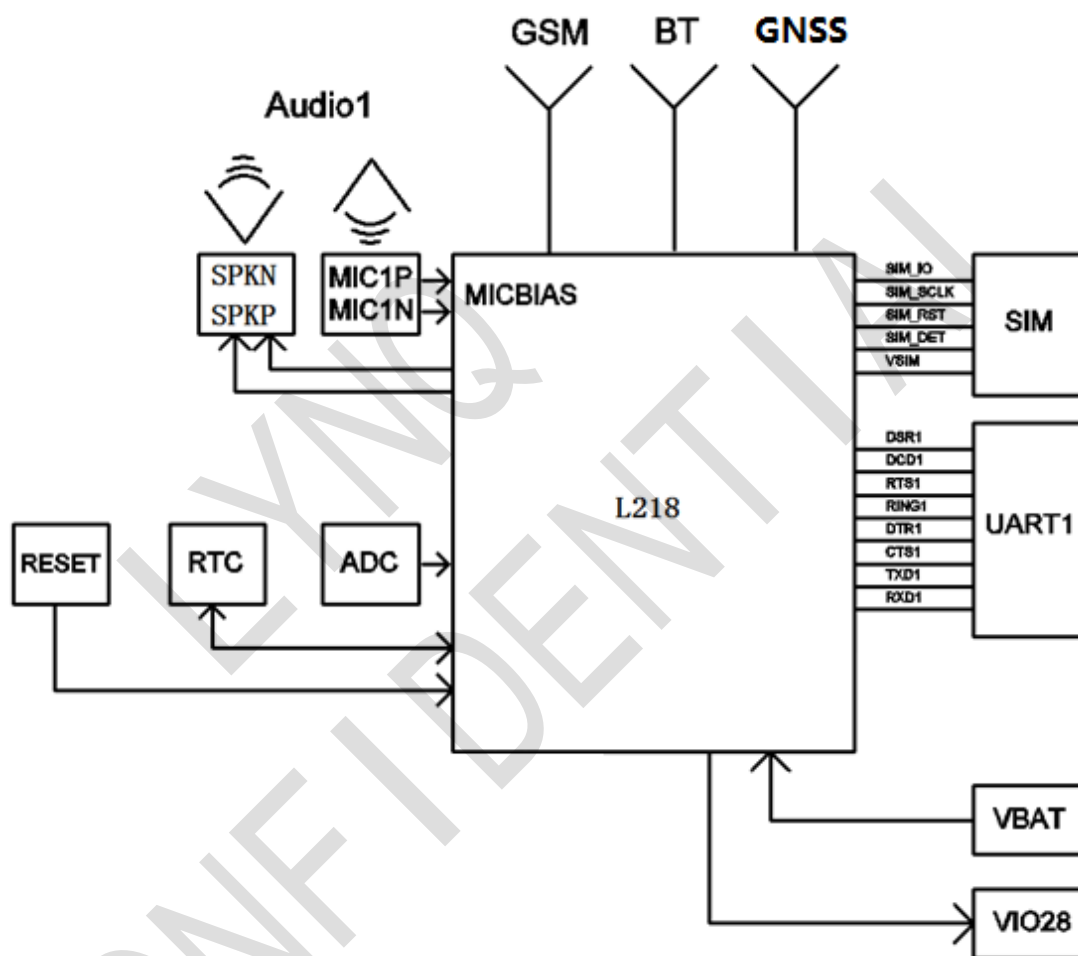 GSM BT GNSS
Audio1
SPKN
SPKP
MIC1P
MIC1N
MICBIAS
SIM_IO
SIM_SCLK
SIM_RST
SIM_DET
VSIM
SIM
DSR1
DCD1
RTS1
RING1
DTR1
CTS1
TXD1
RXD1
UART1
L218
RESET
RTC
ADC
VBAT
VIO28
LYNQ
CONFIDENTIAL